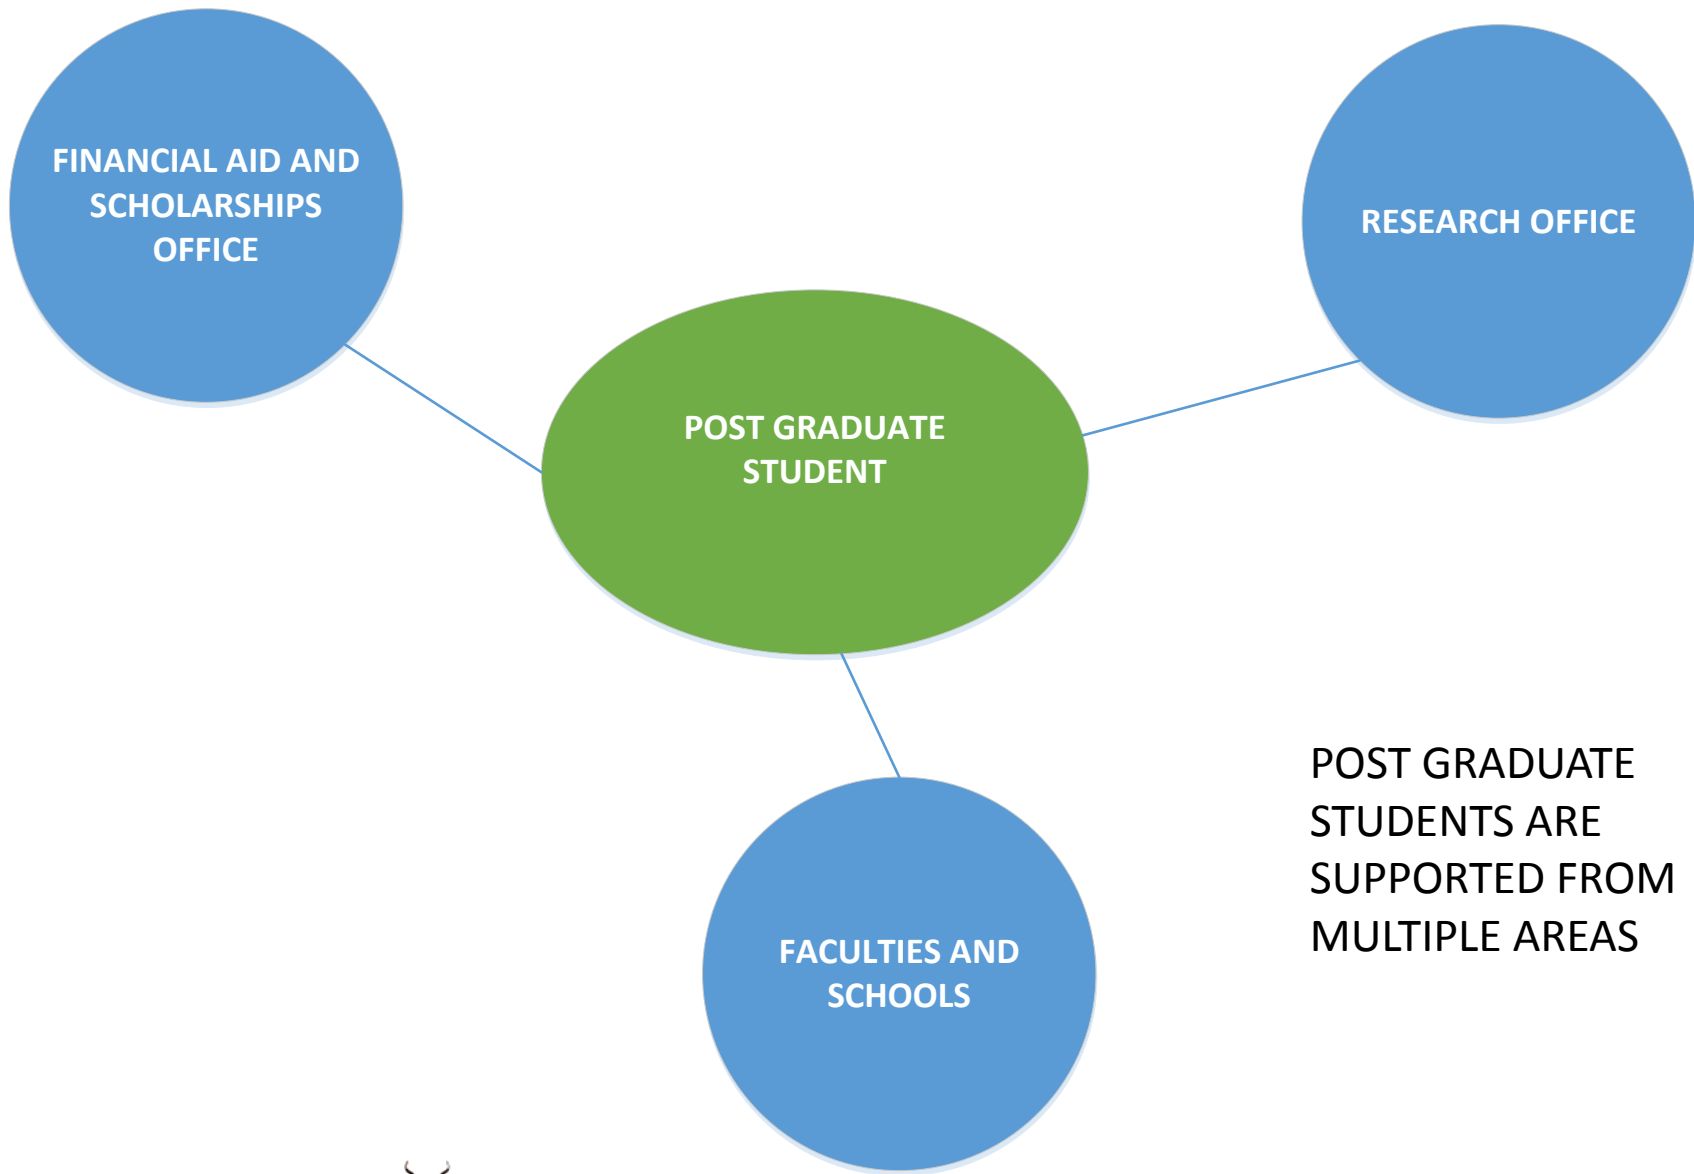 FINANCIAL AID AND
SCHOLARSHIPS
OFFICE
RESEARCH OFFICE
POST GRADUATE
STUDENT
FACULTIES AND
SCHOOLS
POST GRADUATE
STUDENTS ARE
SUPPORTED FROM
MULTIPLE AREAS